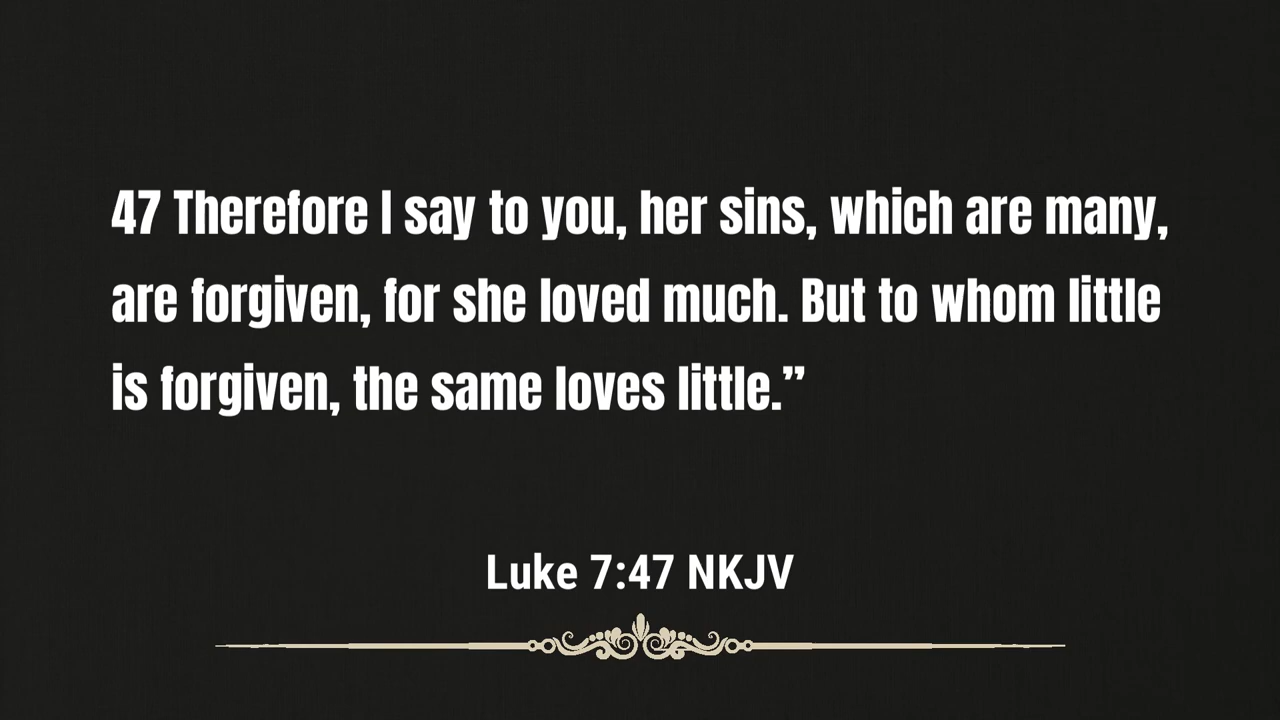 47 Therefore I say to you, her sins, which are many,
are forgiven, for she loved much. But to whom little
is forgiven, the same loves little.”
Luke 7:47 NKJV